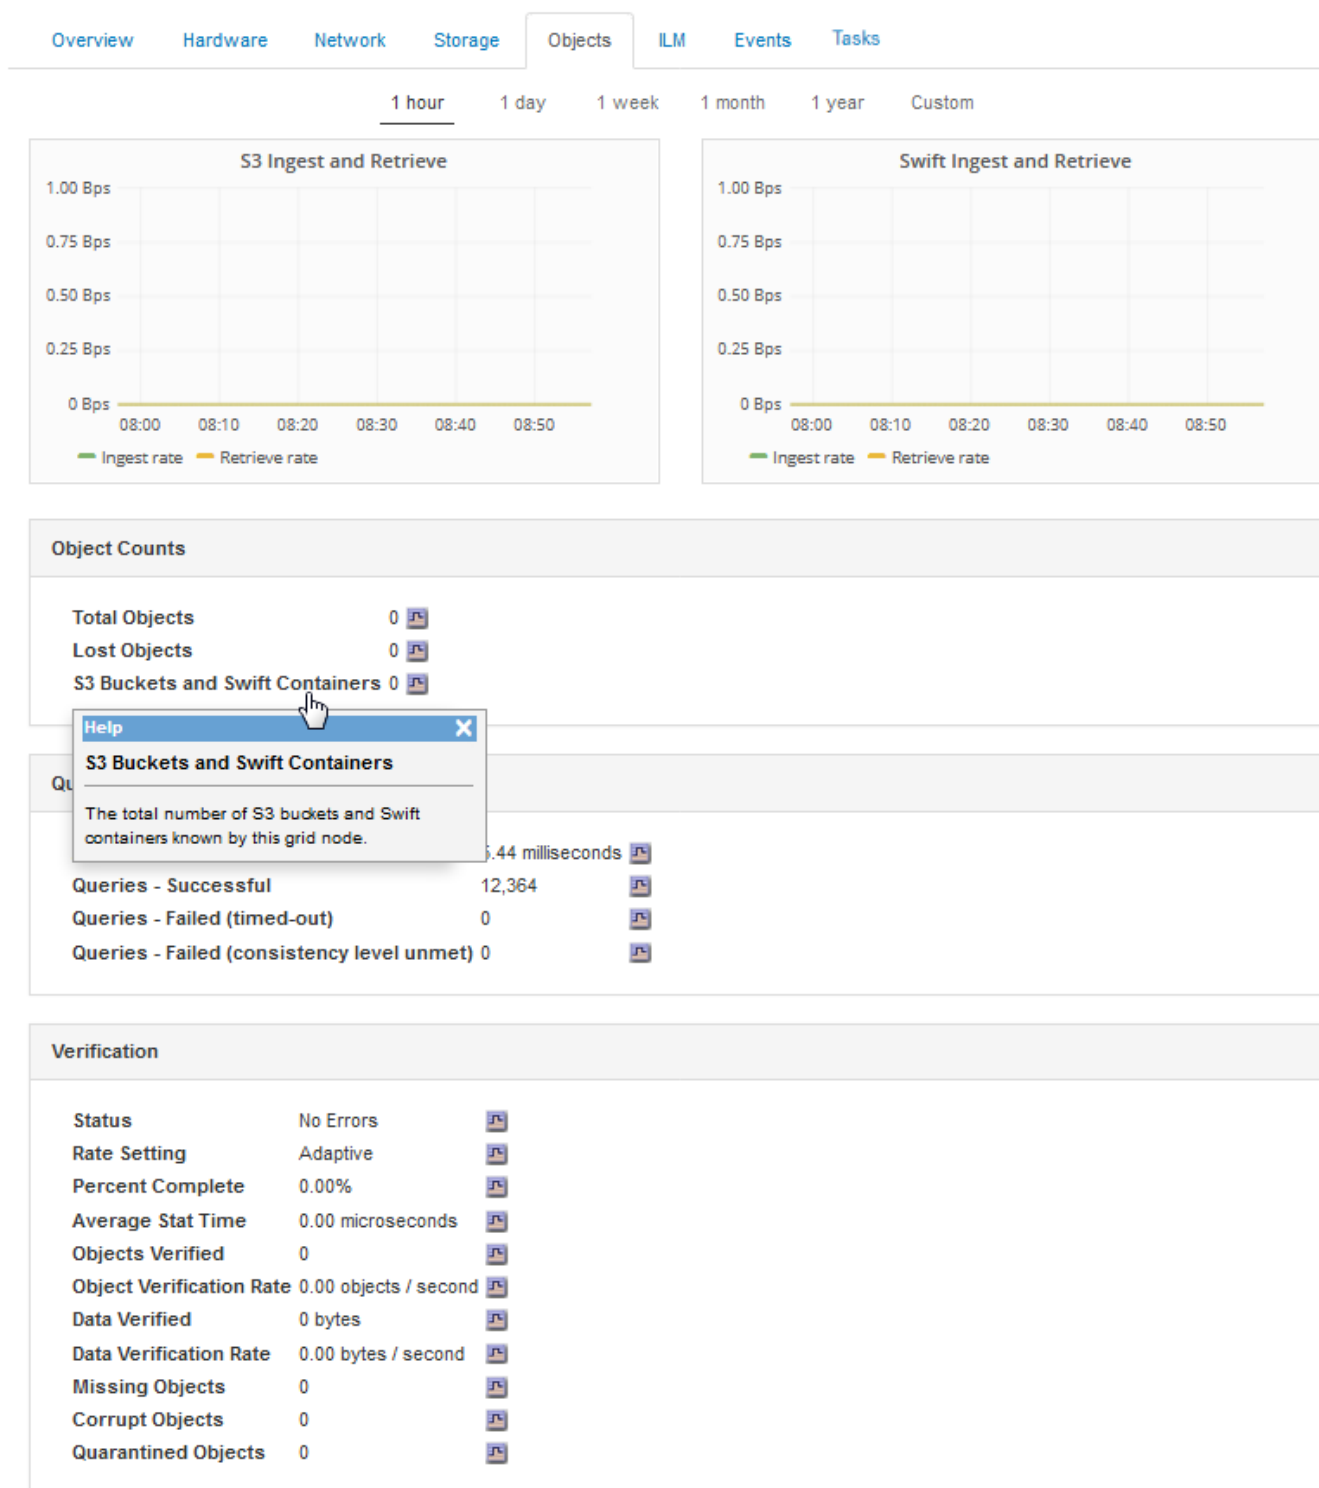 Overview Hardware Network Storage Objects ILM Events Tasks
1 hour 1 day 1 week 1 month 1 year Custom
S3 Ingest and Retrieve
1.00 Bps
0.75 Bps
0.50 Bps
0.25 Bps
0 Bps
08:00 08:10 08:20 08:30 08:40 08:50
Ingest rate Retrieve rate
Swift Ingest and Retrieve
1.00 Bps
0.75 Bps
0.50 Bps
0.25 Bps
0 Bps
08:00 08:10 08:20 08:30 08:40 08:50
Ingest rate Retrieve rate
Object Counts
Total Objects 0
Lost Objects 0
S3 Buckets and Swift Containers 0
Help
S3 Buckets and Swift Containers
The total number of S3 buckets and Swift
containers known by this grid node.
.44 milliseconds
Queries - Successful 12,364
Queries - Failed (timed-out) 0
Queries - Failed (consistency level unmet) 0
Verification
Status No Errors
Rate Setting Adaptive
Percent Complete 0.00%
Average Stat Time 0.00 microseconds
Objects Verified 0
Object Verification Rate 0.00 objects / second
Data Verified 0 bytes
Data Verification Rate 0.00 bytes / second
Missing Objects 0
Corrupt Objects 0
Quarantined Objects 0